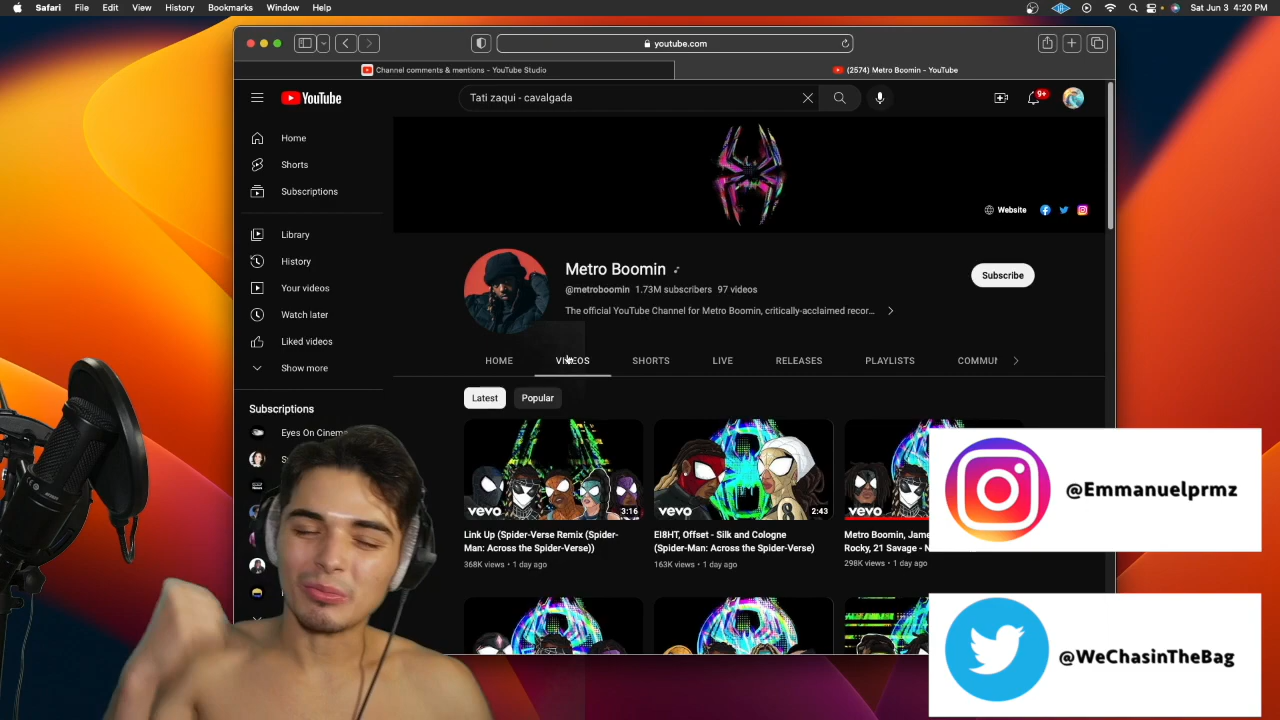 Safari File Edit View History Bookmarks Window Help Sat Jun 3 4:20 PM
youtube.com
Channel comments & mentions - YouTube Studio (2574) Metro Boomin - YouTube
YouTube Tati zaqui - cavalgada 9+
Home
Shorts
Subscriptions
Library
History
Your videos
Watch later
Liked videos
Show more
Subscriptions
Eyes On Cinema
Website
Metro Boomin
@metroboomin 1.73M subscribers 97 videos
The official YouTube Channel for Metro Boomin, critically-acclaimed recor...
Subscribe
HOME VIDEOS SHORTS LIVE RELEASES PLAYLISTS COMMUN
Latest Popular
vevo 3:16 vevo 2:43 vevo
Link Up (Spider-Verse Remix (Spider-
Man: Across the Spider-Verse))
368K views • 1 day ago
EI8HT, Offset - Silk and Cologne
(Spider-Man: Across the Spider-Verse)
163K views • 1 day ago
Metro Boomin, Jame
Rocky, 21 Savage - N
298K views • 1 day ago
@Emmanuelprmz
@WeChasinTheBag